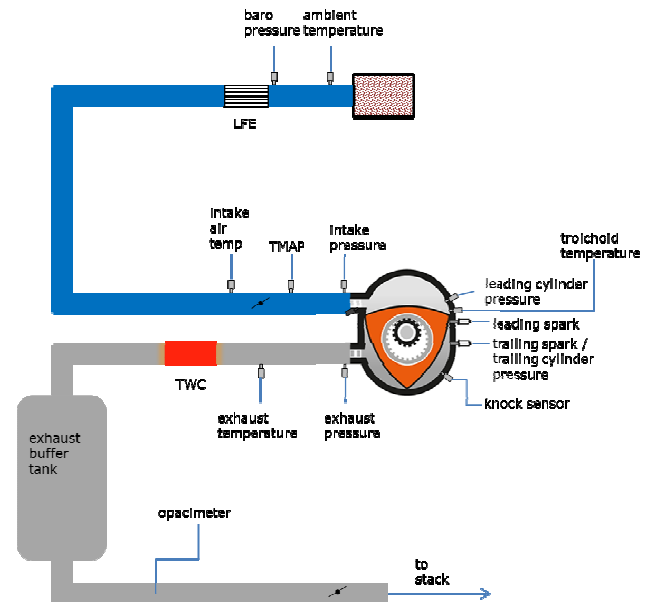 baro
pressure
ambient
temperature
LFE
intake
air
temp
TMAP
intake
pressure
troichoid
temperature
leading cylinder
pressure
leading spark
trailing spark /
trailing cylinder
pressure
knock sensor
TWC
exhaust
temperature
exhaust
pressure
exhaust
buffer
tank
opacimeter
to
stack